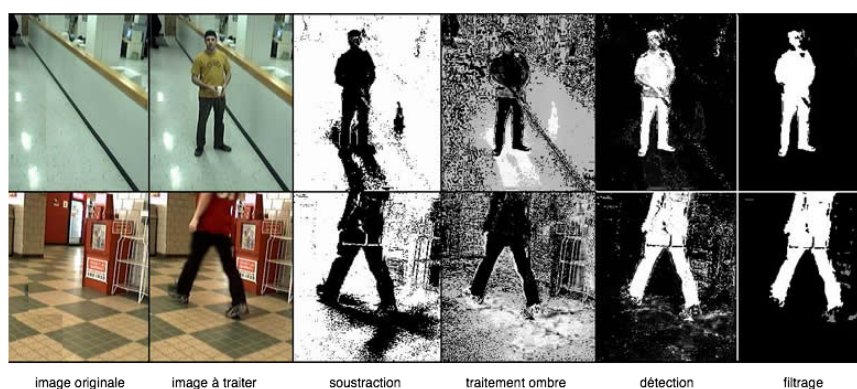 image originale
image à traiter
soustraction
traitement ombre
détection
filtrage